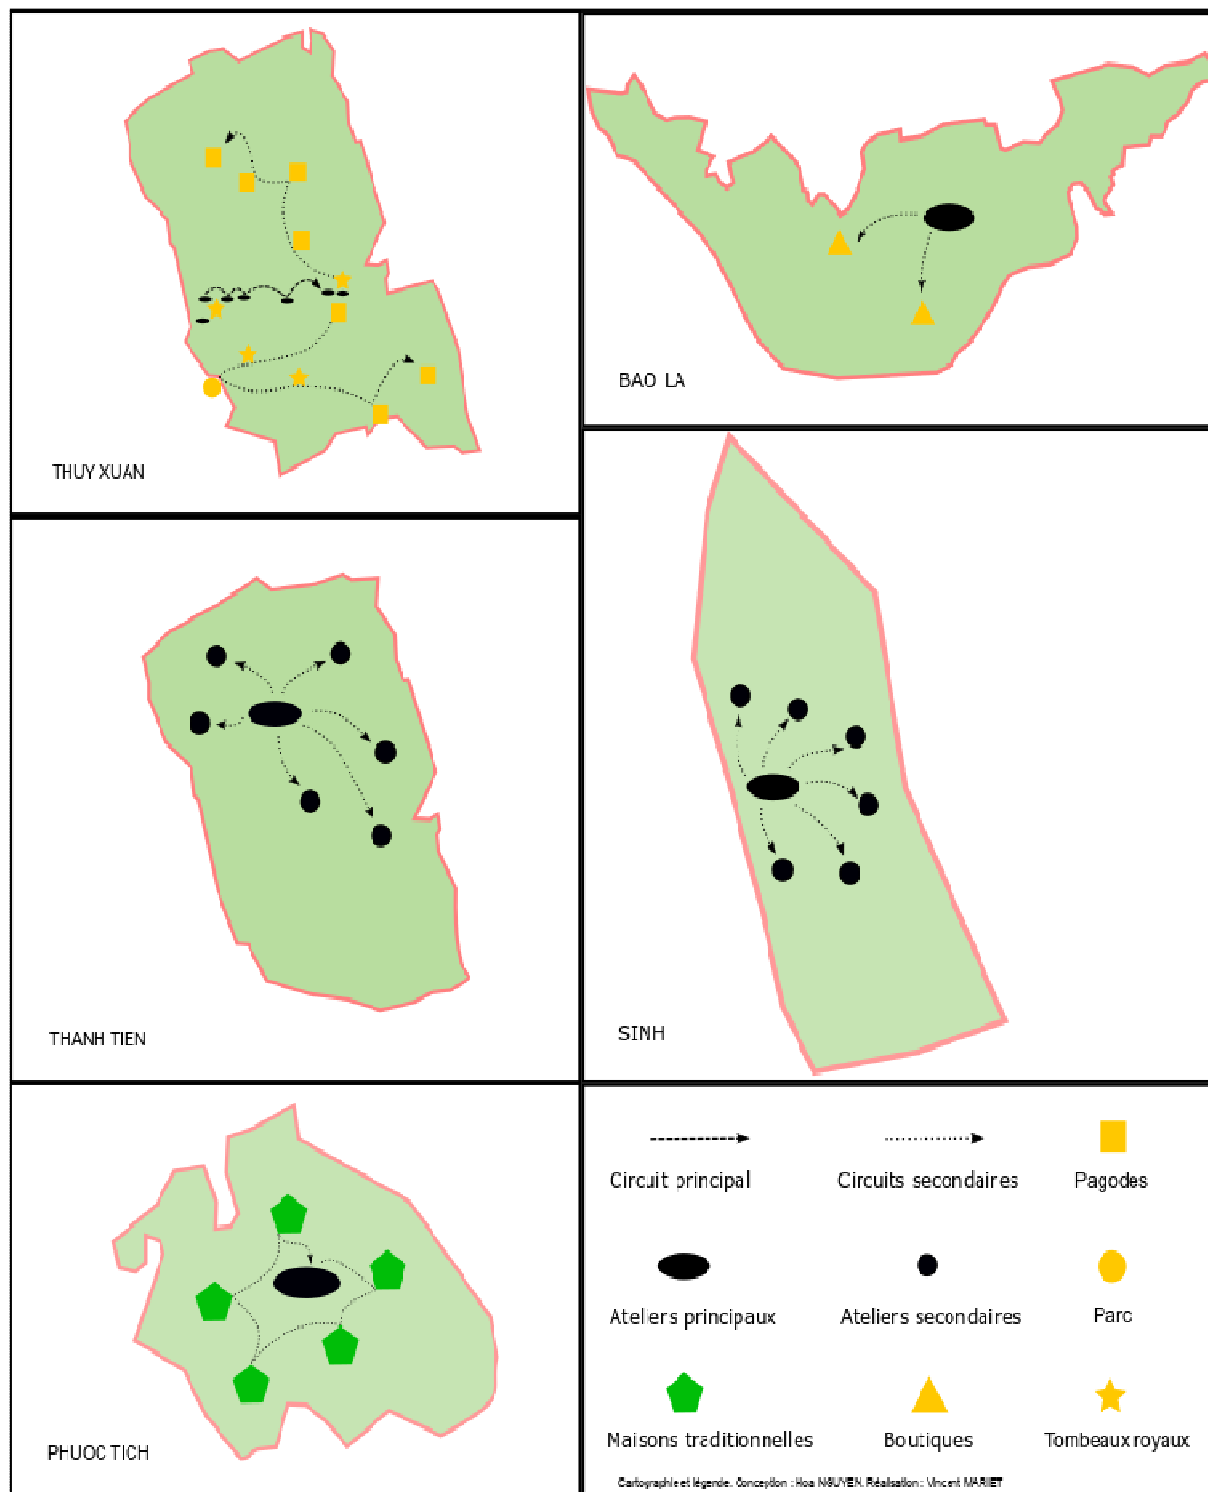 THUY XUAN
BAO LA
THANH TIEN
SINH
PHUOC TICH
Circuit principal
Circuits secondaires
Pagodes
Ateliers principaux
Ateliers secondaires
Parc
Maisons traditionnelles
Boutiques
Tombeaux royaux
Cartographie et légende. Conception : Hoa NGUYEN. Réalisation : Vincent MARIET